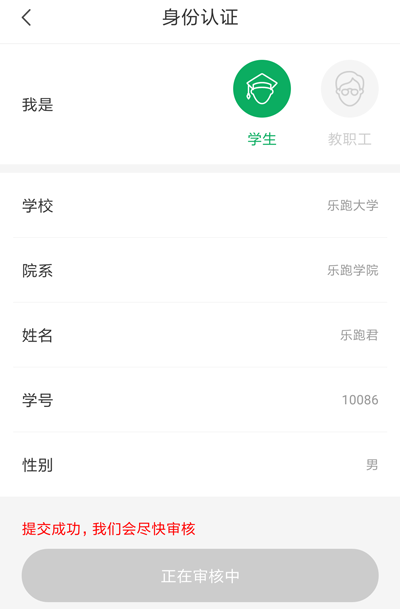 身份认证
我是
学生 教职工
学校 乐跑大学
院系 乐跑学院
姓名 乐跑君
学号 10086
性别 男
提交成功，我们会尽快审核
正在审核中